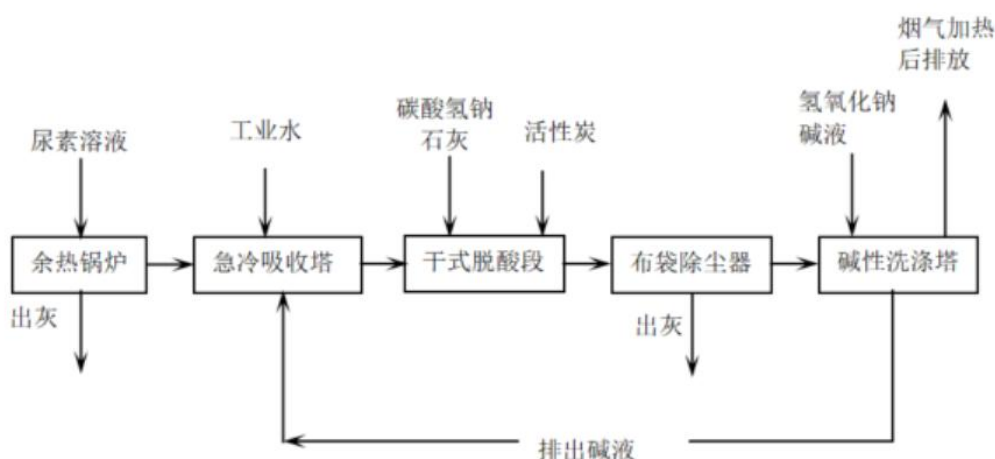 烟气加热
后排放
尿素溶液
工业水
碳酸氢钠
石灰
活性炭
氢氧化钠
碱液
余热锅炉
急冷吸收塔
干式脱酸段
布袋除尘器
碱性洗涤塔
出灰
出灰
排出碱液